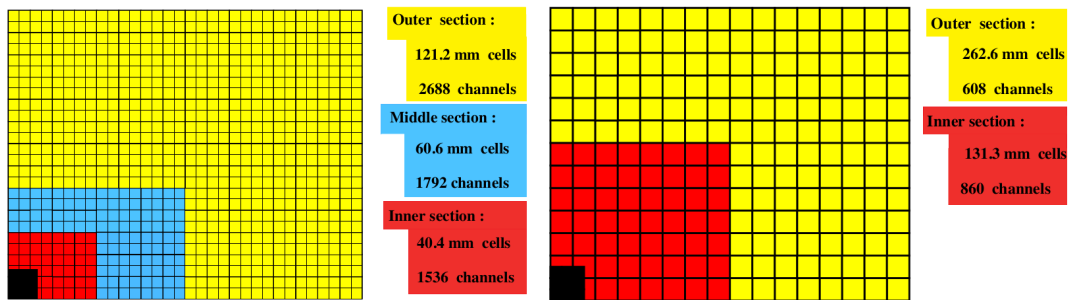 Outer section :
121.2 mm cells
2688 channels
Middle section :
60.6 mm cells
1792 channels
Inner section :
40.4 mm cells
1536 channels
Outer section :
262.6 mm cells
608 channels
Inner section :
131.3 mm cells
860 channels